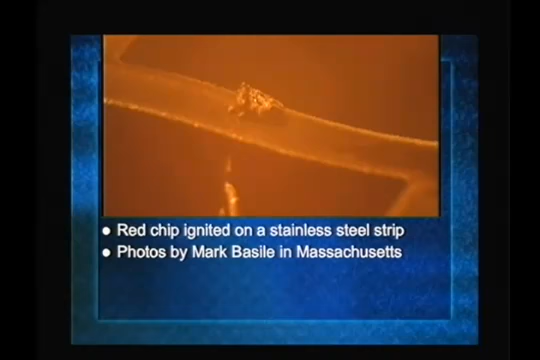 ● Red chip ignited on a stainless steel strip
● Photos by Mark Basile in Massachusetts